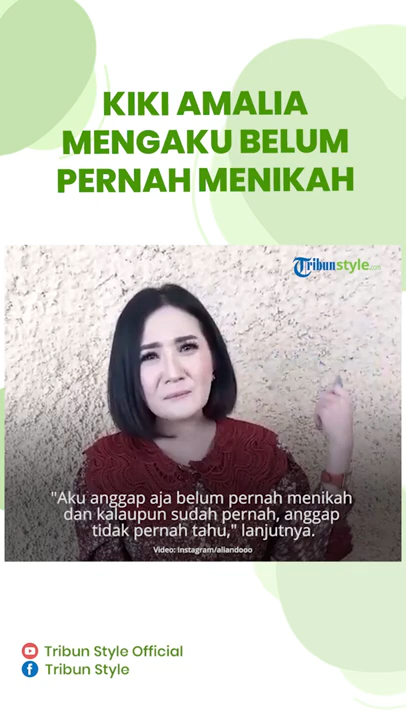 KIKI AMALIA
MENGAKU BELUM
PERNAH MENIKAH
Tribunstyle.com
"Aku anggap aja belum pernah menikah
dan kalaupun sudah pernah, anggap
tidak pernah tahu," lanjutnya.
Video: Instagram/aliandooo
Tribun Style Official
Tribun Style